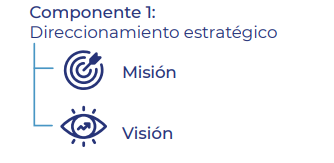 Componente 1:
Direccionamiento estratégico
Misión
Visión